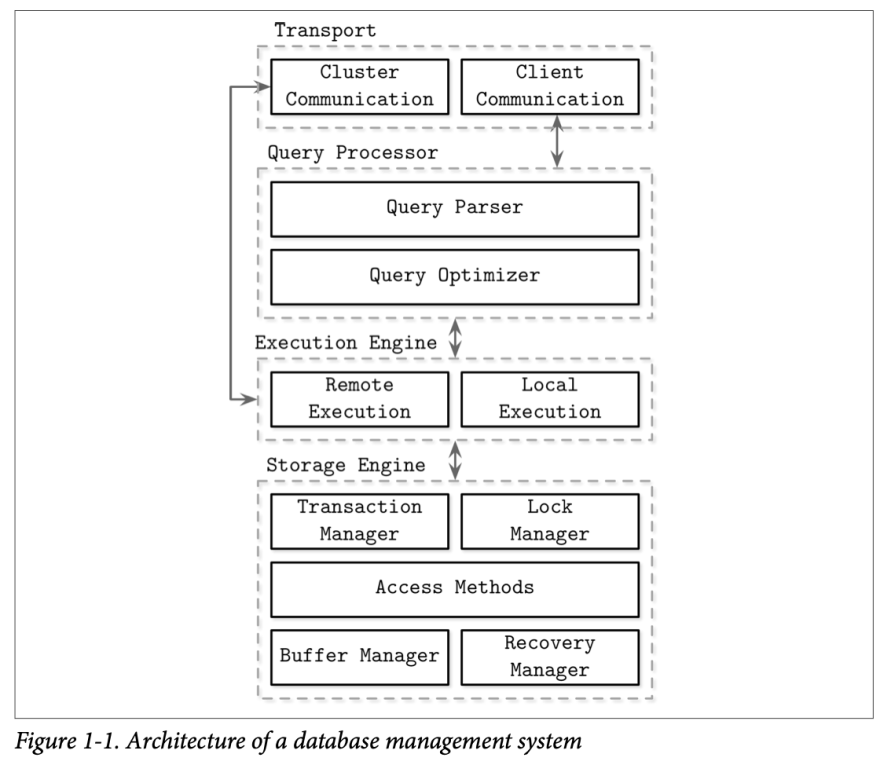 Transport
Cluster
Communication
Client
Communication
Query Processor
Query Parser
Query Optimizer
Execution Engine
Remote
Execution
Local
Execution
Storage Engine
Transaction
Manager
Lock
Manager
Access Methods
Buffer Manager
Recovery
Manager
Figure 1-1. Architecture of a database management system